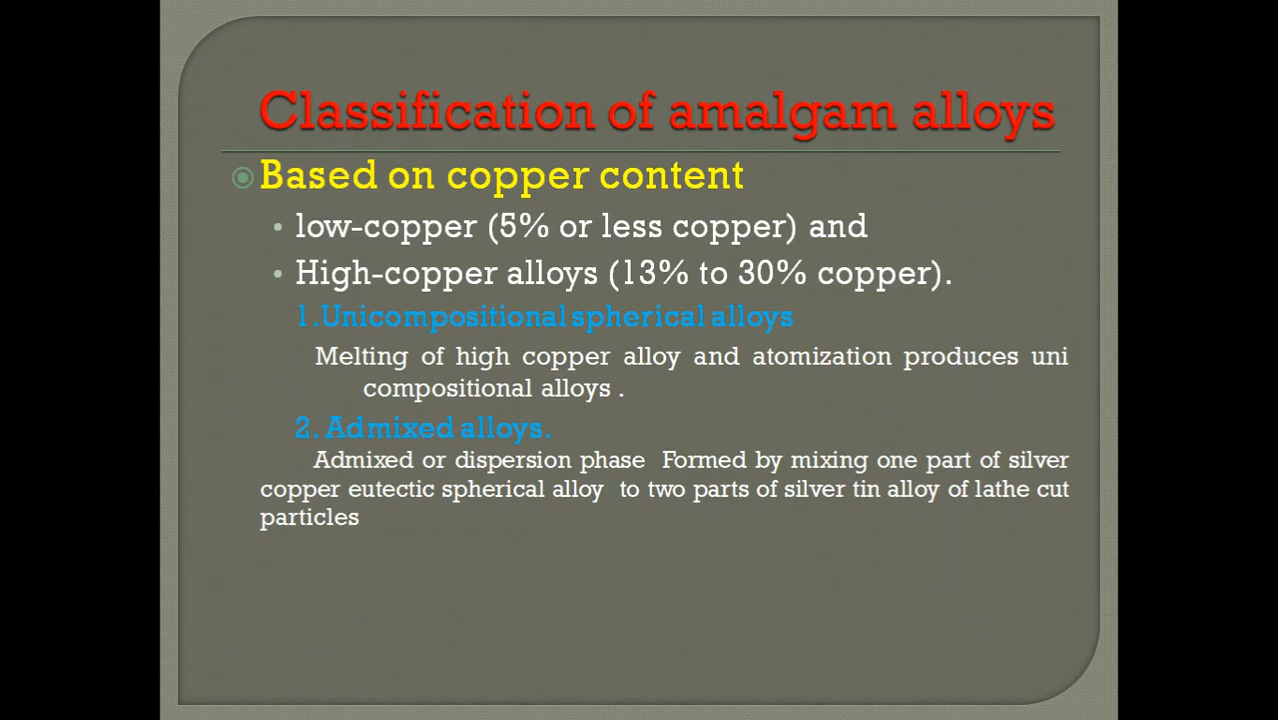 Classification of amalgam alloys
Based on copper content
low-copper (5% or less copper) and
High-copper alloys (13% to 30% copper).
1.Unicompositional spherical alloys
Melting of high copper alloy and atomization produces uni
compositional alloys .
2. Admixed alloys.
Admixed or dispersion phase Formed by mixing one part of silver
copper eutectic spherical alloy to two parts of silver tin alloy of lathe cut
particles